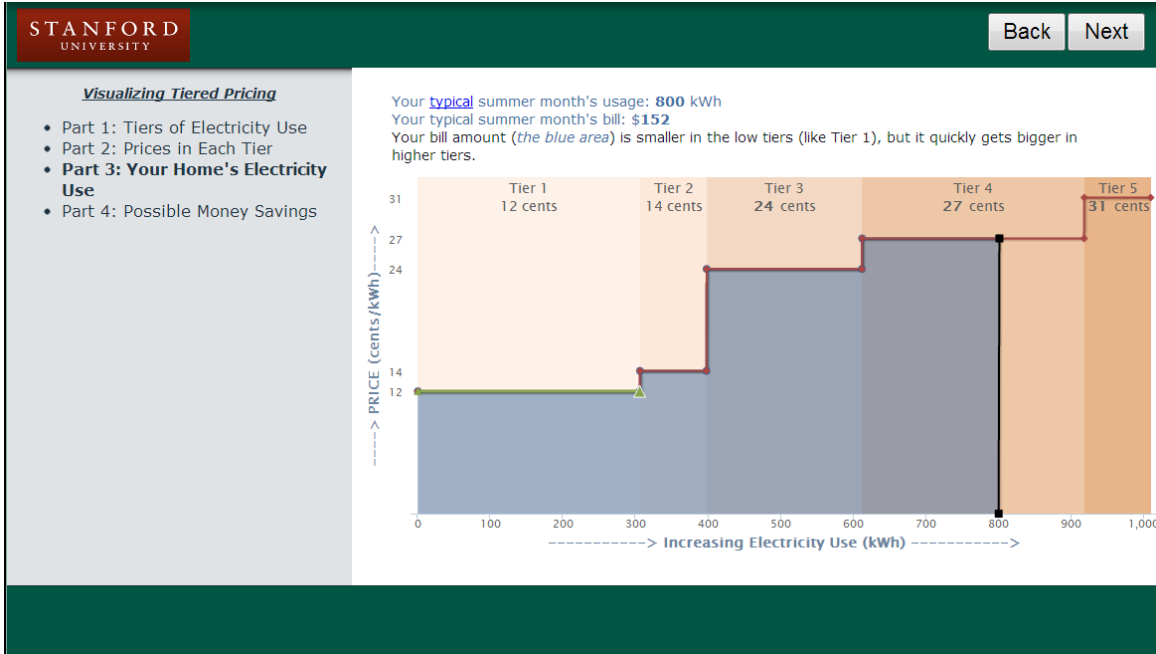 STANFORD
UNIVERSITY
Back
Next
Visualizing Tiered Pricing
• Part 1: Tiers of Electricity Use
• Part 2: Prices in Each Tier
• Part 3: Your Home's Electricity
Use
• Part 4: Possible Money Savings
Your typical summer month's usage: 800 kWh
Your typical summer month's bill: $152
Your bill amount (the blue area) is smaller in the low tiers (like Tier 1), but it quickly gets bigger in
higher tiers.
Tier 1
12 cents
Tier 2
14 cents
Tier 3
24 cents
Tier 4
27 cents
Tier 5
31 cents
31
27
24
14
12
----> PRICE (cents/kWh)---->
0 100 200 300 400 500 600 700 800 900 1,000
-----------> Increasing Electricity Use (kWh) ----------->